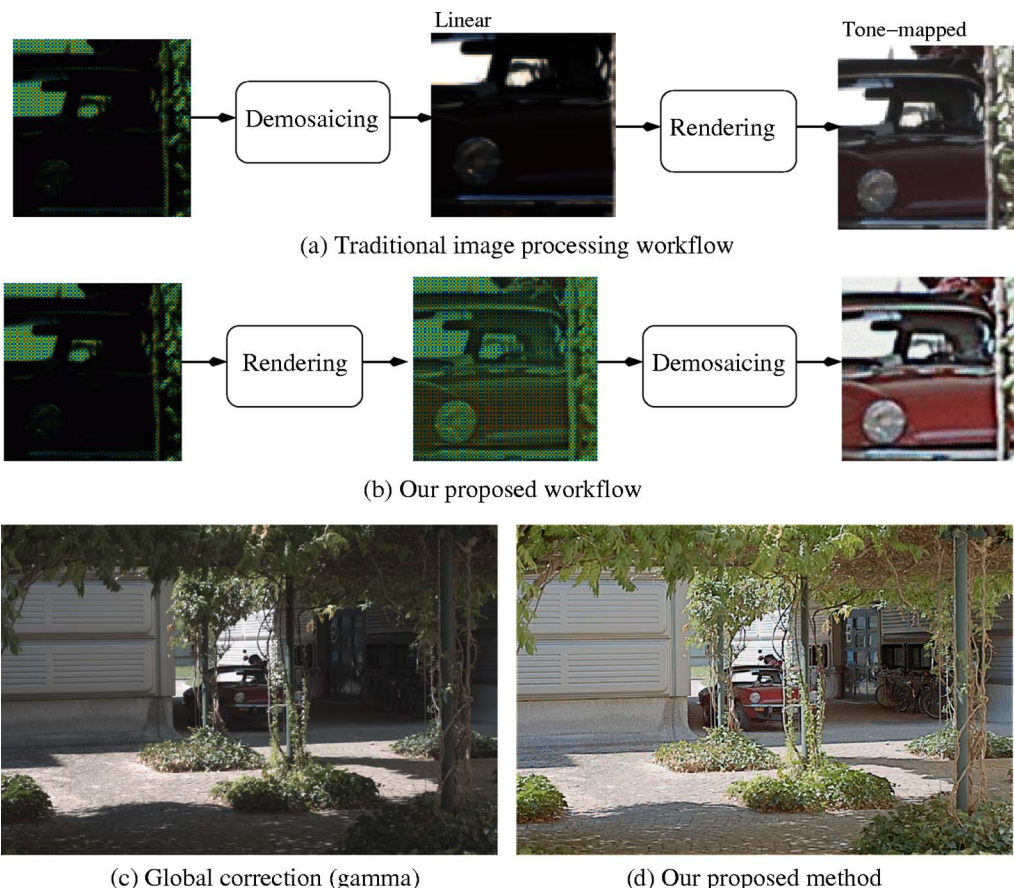 Linear
Tone-mapped
Demosaicing
Rendering
(a) Traditional image processing workflow
Rendering
Demosaicing
(b) Our proposed workflow
(c) Global correction (gamma)
(d) Our proposed method